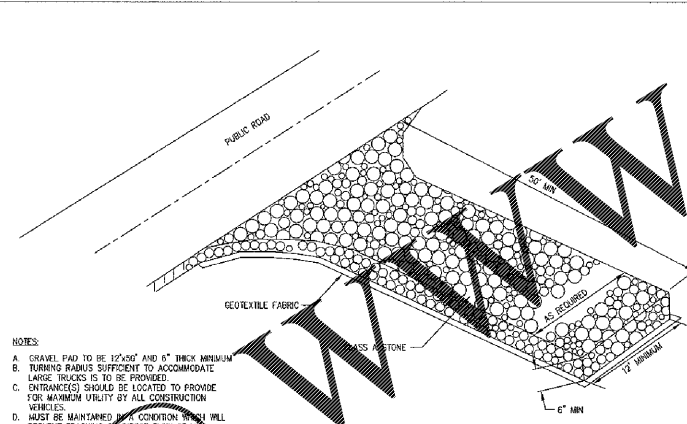 PUBLIC ROAD
50' MIN
GEOTEXTILE FABRIC
AS REQUIRED
STONE
12' MINIMUM
6" MIN
WWWW
NOTES:
A. GRAVEL PAD TO BE 12'x50' AND 6" THICK MINIMUM
B. TURNING RADIUS SUFFICIENT TO ACCOMMODATE
LARGE TRUCKS IS TO BE PROVIDED.
C. ENTRANCE(S) SHOULD BE LOCATED TO PROVIDE
FOR MAXIMUM UTILITY BY ALL CONSTRUCTION
VEHICLES.
D. MUST BE MAINTAINED IN A CONDITION WHICH WILL